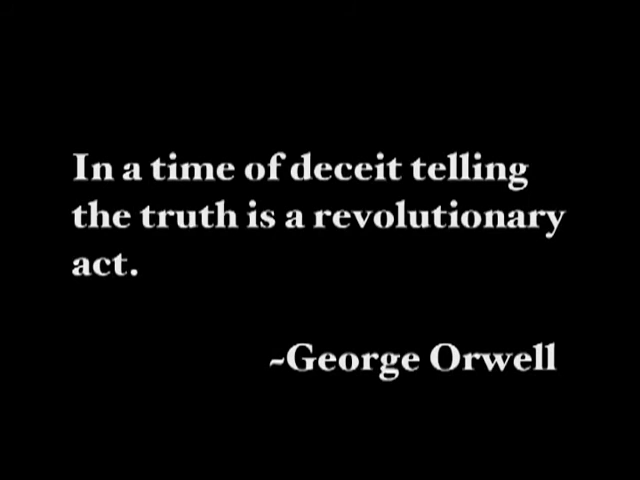 In a time of deceit telling
the truth is a revolutionary
act.
~George Orwell